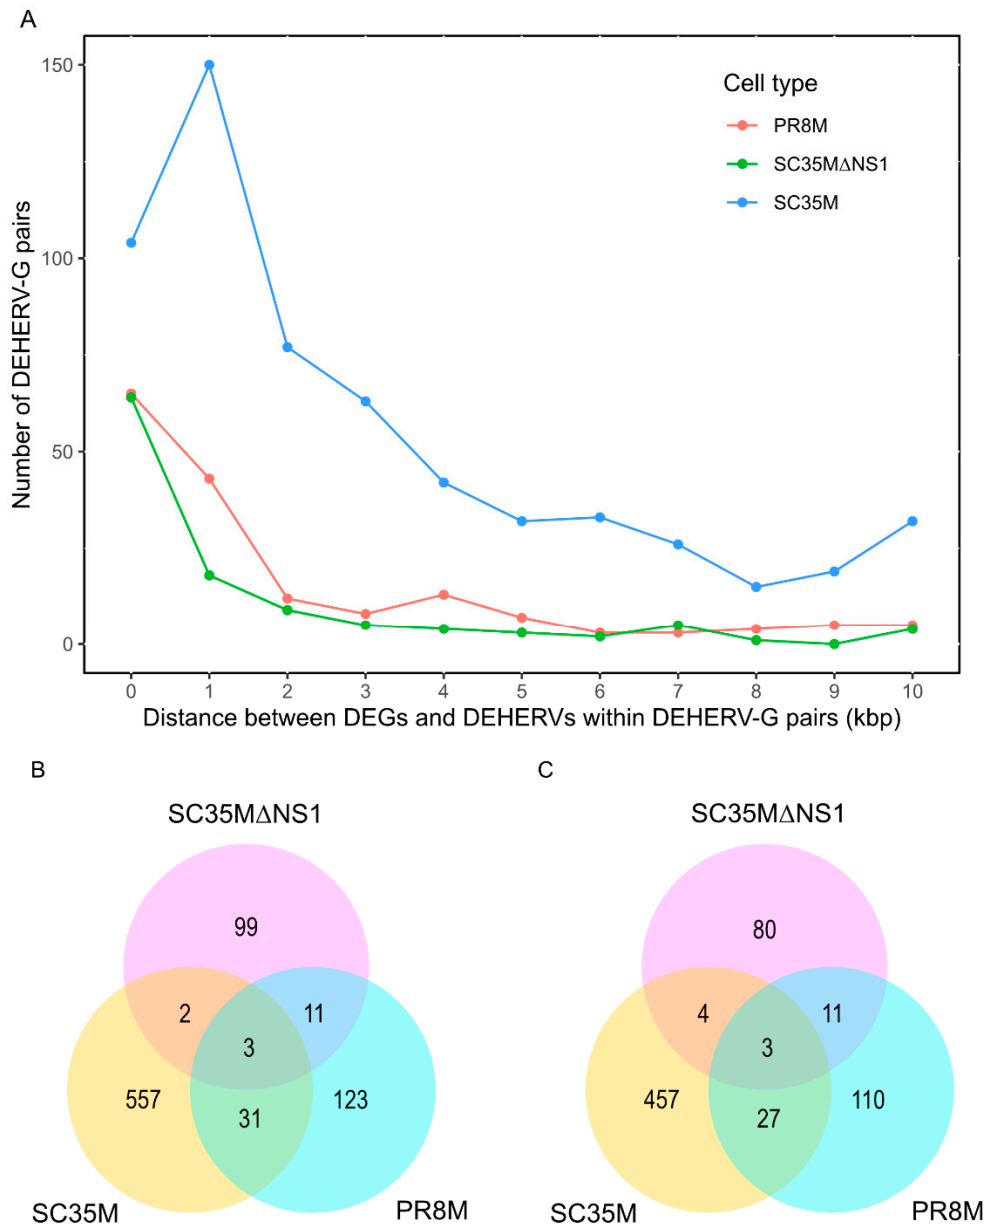 A
Number of DEHERV-G pairs
150
100
50
0
Cell type
PR8M
SC35MΔNS1
SC35M
0 1 2 3 4 5 6 7 8 9 10
Distance between DEGs and DEHERVs within DEHERV-G pairs (kbp)
B
SC35MΔNS1
99
2
11
3
557
31
123
SC35M
PR8M
C
SC35MΔNS1
80
4
11
3
457
27
110
SC35M
PR8M